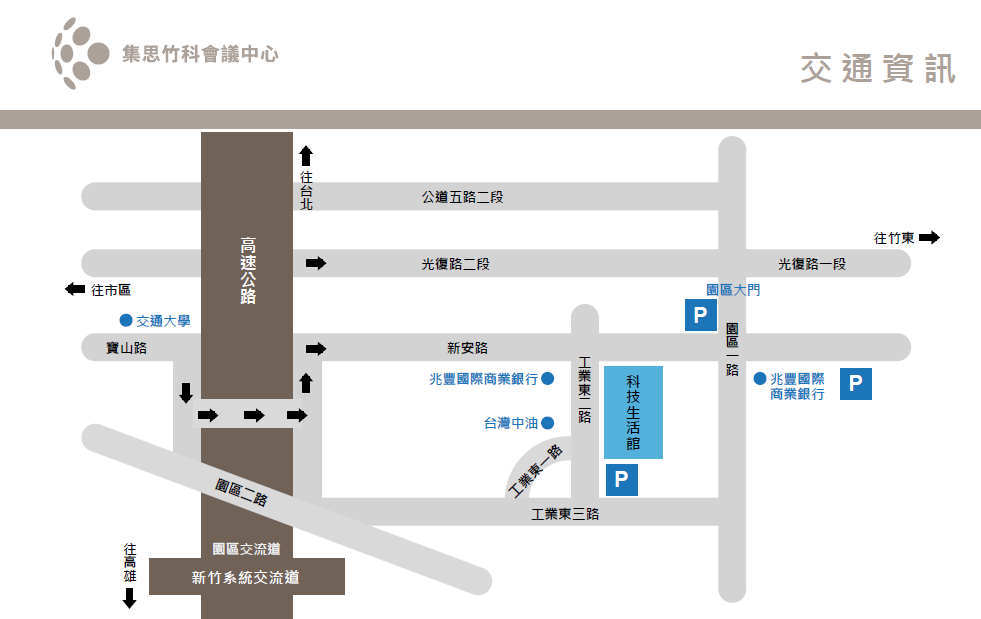 集思竹科會議中心
交通資訊
往台北
公道五路二段
往竹東
高速公路
光復路二段
光復路一段
往市區
園區大門
交通大學
P
園區一路
寶山路
新安路
工業東二路
兆豐國際商業銀行
科技生活館
兆豐國際
商業銀行
P
台灣中油
工業東一路
P
園區二路
工業東三路
往高雄
園區交流道
新竹系統交流道